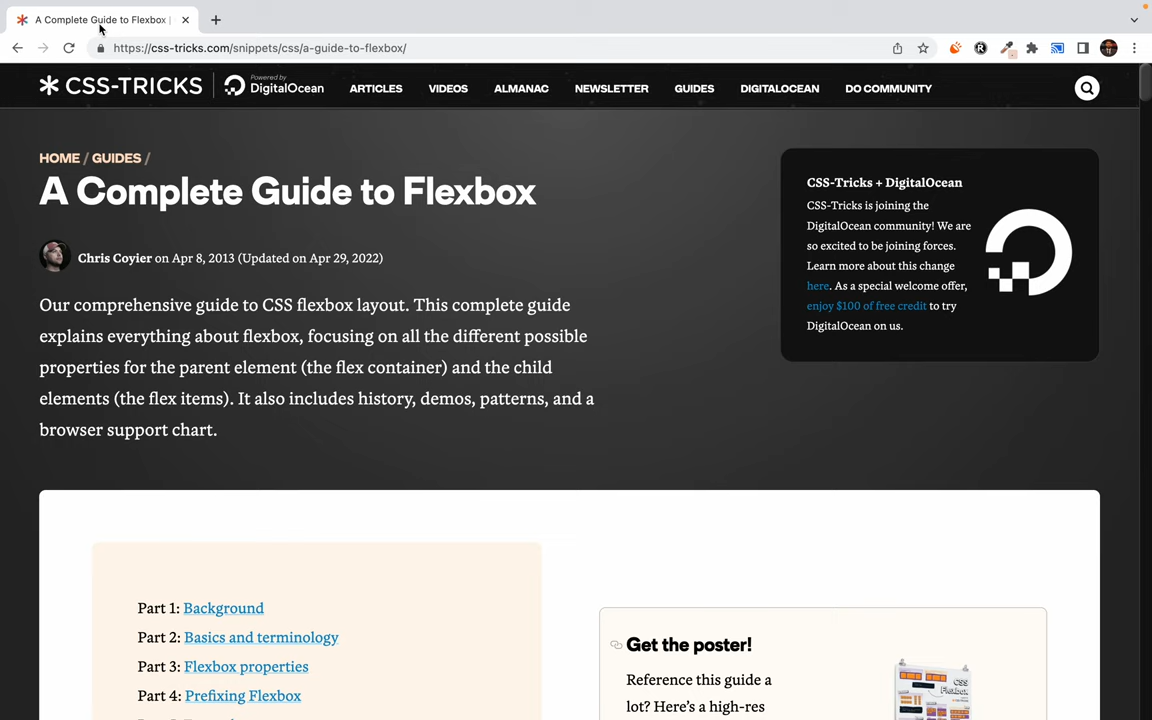 A Complete Guide to Flexbox |
https://css-tricks.com/snippets/css/a-guide-to-flexbox/
CSS-TRICKS
Powered by
DigitalOcean
ARTICLES VIDEOS ALMANAC NEWSLETTER GUIDES DIGITALOCEAN DO COMMUNITY
HOME / GUIDES /
A Complete Guide to Flexbox
Chris Coyier on Apr 8, 2013 (Updated on Apr 29, 2022)
Our comprehensive guide to CSS flexbox layout. This complete guide
explains everything about flexbox, focusing on all the different possible
properties for the parent element (the flex container) and the child
elements (the flex items). It also includes history, demos, patterns, and a
browser support chart.
CSS-Tricks + DigitalOcean
CSS-Tricks is joining the
DigitalOcean community! We are
so excited to be joining forces.
Learn more about this change
here. As a special welcome offer,
enjoy $100 of free credit to try
DigitalOcean on us.
Part 1: Background
Part 2: Basics and terminology
Part 3: Flexbox properties
Part 4: Prefixing Flexbox
Get the poster!
Reference this guide a
lot? Here's a high-res
CSS
Flexbox